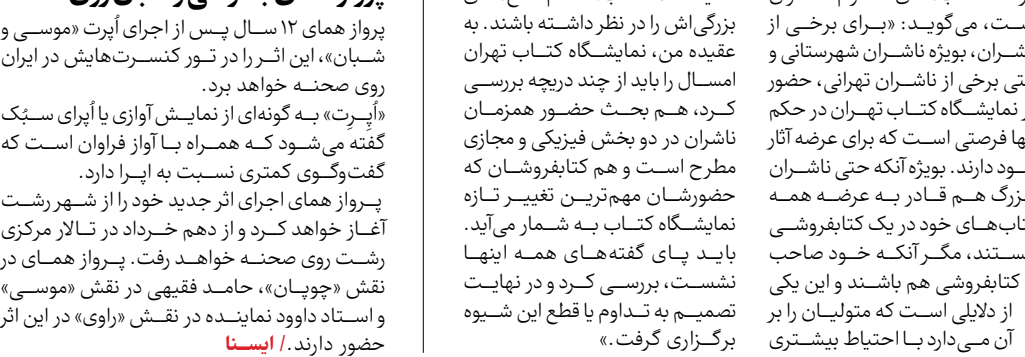 ـت، می‌گوید: «برای برخی از
ـشران، بویژه ناشران شهرستانی و
ـتی برخی از ناشران تهرانی، حضور
نمایشگاه کتاب تهران در حکم
ـها فرصتی است که برای عرضه آثار
ـود دارند. بویژه آنکه حتی ناشران
ـزرگ هم قادر به عرضه همه
ـاب‌های خود در یک کتابفروشی
ـستند، مگر آنکه خود صاحب
کتابفروشی هم باشند و این یکی
از دلایلی است که متولیان را بر
آن می‌دارد با احتیاط بیشتری
بزرگی‌اش را در نظر داشته باشند. به
عقیده من، نمایشگاه کتاب تهران
امسال را باید از چند دریچه بررسی
کرد، هم بحث حضور همزمان
ناشران در دو بخش فیزیکی و مجازی
مطرح است و هم کتابفروشان که
حضورشان مهم‌ترین تغییر تازه
نمایشگاه کتاب به شمار می‌آید.
باید پای گفته‌های همه اینها
نشست، بررسی کرد و در نهایت
تصمیم به تداوم یا قطع این شیوه
برگزاری گرفت.»
پرواز همای ۱۲ سال پس از اجرای اُپرت «موسی و
شبان»، این اثر را در تور کنسرت‌هایش در ایران
روی صحنه خواهد برد.
«اُپِرِت» به گونه‌ای از نمایش آوازی یا اُپرای سبُک
گفته می‌شود که همراه با آواز فراوان است که
گفت‌وگوی کمتری نسبت به اپرا دارد.
پرواز همای اجرای اثر جدید خود را از شهر رشت
آغاز خواهد کرد و از دهم خرداد در تالار مرکزی
رشت روی صحنه خواهد رفت. پرواز همای در
نقش «چوپان»، حامد فقیهی در نقش «موسی»
و استاد داوود نماینده در نقش «راوی» در این اثر
حضور دارند./ ایسنا